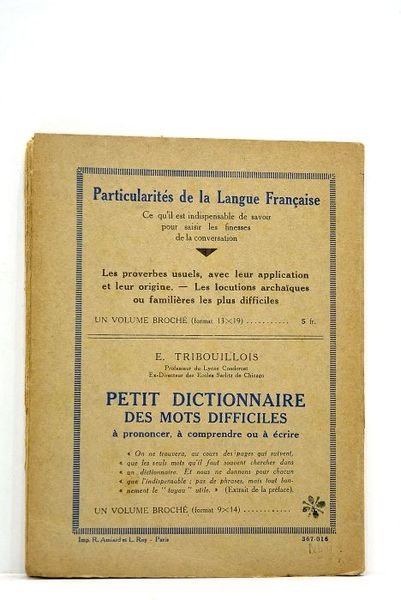 Particularités de la Langue Française
Ce qu'il est indispensable de savoir
pour saisir les finesses
de la conversation
Les proverbes usuels, avec leur application
et leur origine. — Les locutions archaïques
ou familières les plus difficiles
UN VOLUME BROCHÉ (format 13×19) ........... 5 fr.
E. TRIBOUILLOIS
Professeur du Lycée Condorcet
Ex-Directeur des Ecoles Berlitz de Chicago
PETIT DICTIONNAIRE
DES MOTS DIFFICILES
à prononcer, à comprendre ou à écrire
« On ne trouvera, au cours des pages qui suivent,
« que les seuls mots qu'il faut souvent chercher dans
« un dictionnaire. Et nous ne donnons pour chacun
« que l'indispensable ; pas de phrases, mais tout bon-
« nement le "tuyau" utile. » (Extrait de la préface).
UN VOLUME BROCHÉ (format 9×14) ............
Imp. R. Amiard et L. Roy - Paris
367-016